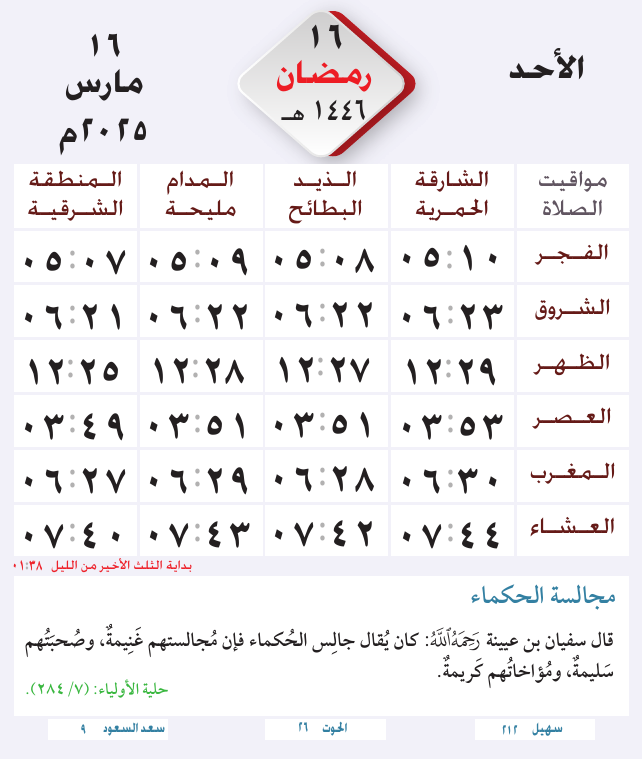 الأحد
١٦
رمضان
١٤٤٦ هـ
١٦
مارس
٢٠٢٥م
مواقيت الصلاة | الشارقة الحمرية | الذيد البطائح | المدام مليحة | المنطقة الشرقية
الفجر ٠٥:١٠ ٠٥:٠٨ ٠٥:٠٩ ٠٥:٠٧
الشروق ٠٦:٢٣ ٠٦:٢٢ ٠٦:٢٢ ٠٦:٢١
الظهر ١٢:٢٩ ١٢:٢٧ ١٢:٢٨ ١٢:٢٥
العصر ٠٣:٥٣ ٠٣:٥١ ٠٣:٥١ ٠٣:٤٩
المغرب ٠٦:٣٠ ٠٦:٢٨ ٠٦:٢٩ ٠٦:٢٧
العشاء ٠٧:٤٤ ٠٧:٤٢ ٠٧:٤٣ ٠٧:٤٠
بداية الثلث الأخير من الليل ٠١:٣٨
مجالسة الحكماء
قال سفيان بن عيينة رَحِمَهُ ٱللَّهُ: كان يُقال جالِس الحُكماء فإن مُجالستهم غَنِيمةٌ، وصُحبَتُهم
سَليمةٌ، ومُؤاخاتُهم كَريمةٌ.
حلية الأولياء: (٧/ ٢٨٤).
سهيل ٢١٢
الحوت ٢٦
سعد السعود ٩